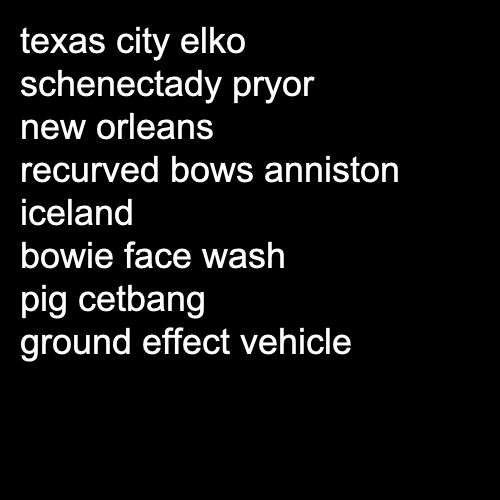 texas city elko
schenectady pryor
new orleans
recurved bows anniston
iceland
bowie face wash
pig cetbang
ground effect vehicle